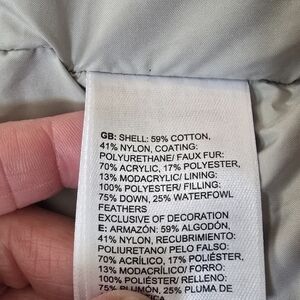 GB: SHELL: 59% COTTON,
41% NYLON, COATING:
POLYURETHANE/ FAUX FUR:
70% ACRYLIC, 17% POLYESTER,
13% MODACRYLIC/ LINING:
100% POLYESTER/ FILLING:
75% DOWN, 25% WATERFOWL
FEATHERS
EXCLUSIVE OF DECORATION
E: ARMAZÓN: 59% ALGODÓN,
41% NYLON, RECUBRIMIENTO:
POLIURETANO/ PELO FALSO:
70% ACRÍLICO, 17% POLIÉSTER,
13% MODACRÍLICO/ FORRO:
100% POLIÉSTER/ RELLENO:
75% PLUMÓN, 25% PLUMA DE